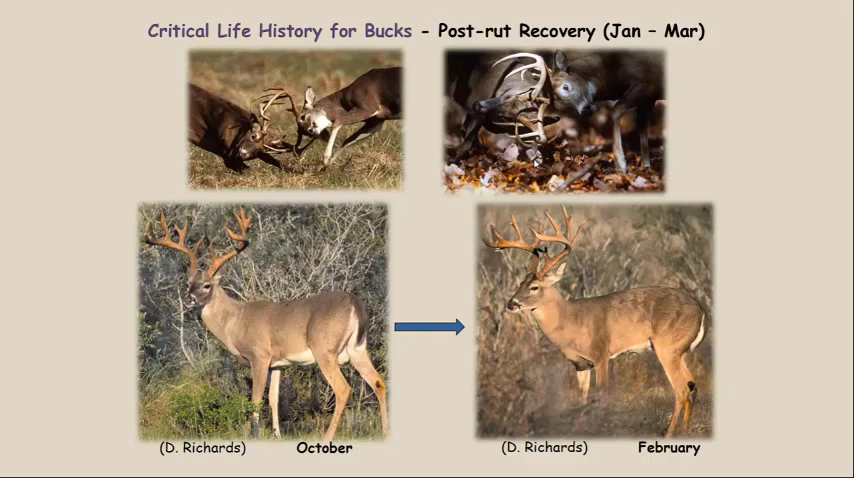 Critical Life History for Bucks - Post-rut Recovery (Jan – Mar)
(D. Richards) October
(D. Richards) February